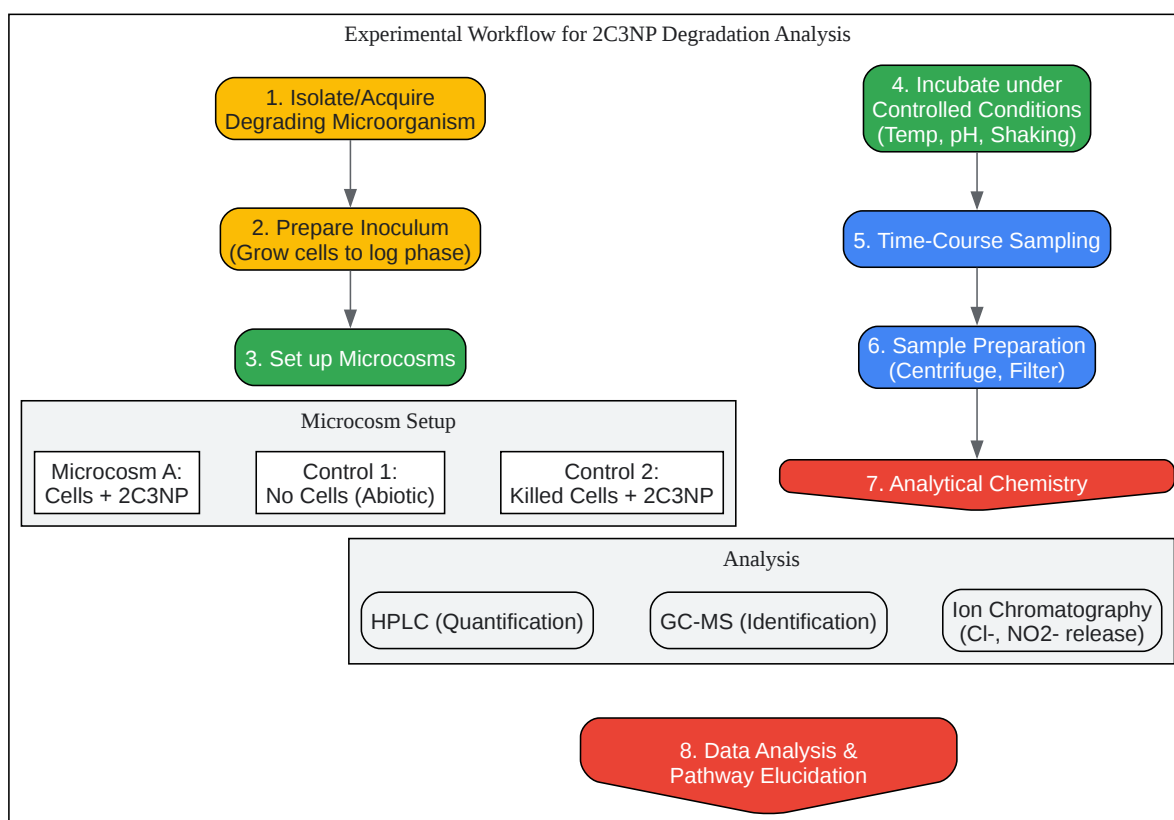 Experimental Workflow for 2C3NP Degradation Analysis
1. Isolate/Acquire
Degrading Microorganism
2. Prepare Inoculum
(Grow cells to log phase)
3. Set up Microcosms
Microcosm Setup
Microcosm A:
Cells + 2C3NP
Control 1:
No Cells (Abiotic)
Control 2:
Killed Cells + 2C3NP
4. Incubate under
Controlled Conditions
(Temp, pH, Shaking)
5. Time-Course Sampling
6. Sample Preparation
(Centrifuge, Filter)
7. Analytical Chemistry
Analysis
HPLC (Quantification)
GC-MS (Identification)
Ion Chromatography
(Cl-, NO2- release)
8. Data Analysis &
Pathway Elucidation